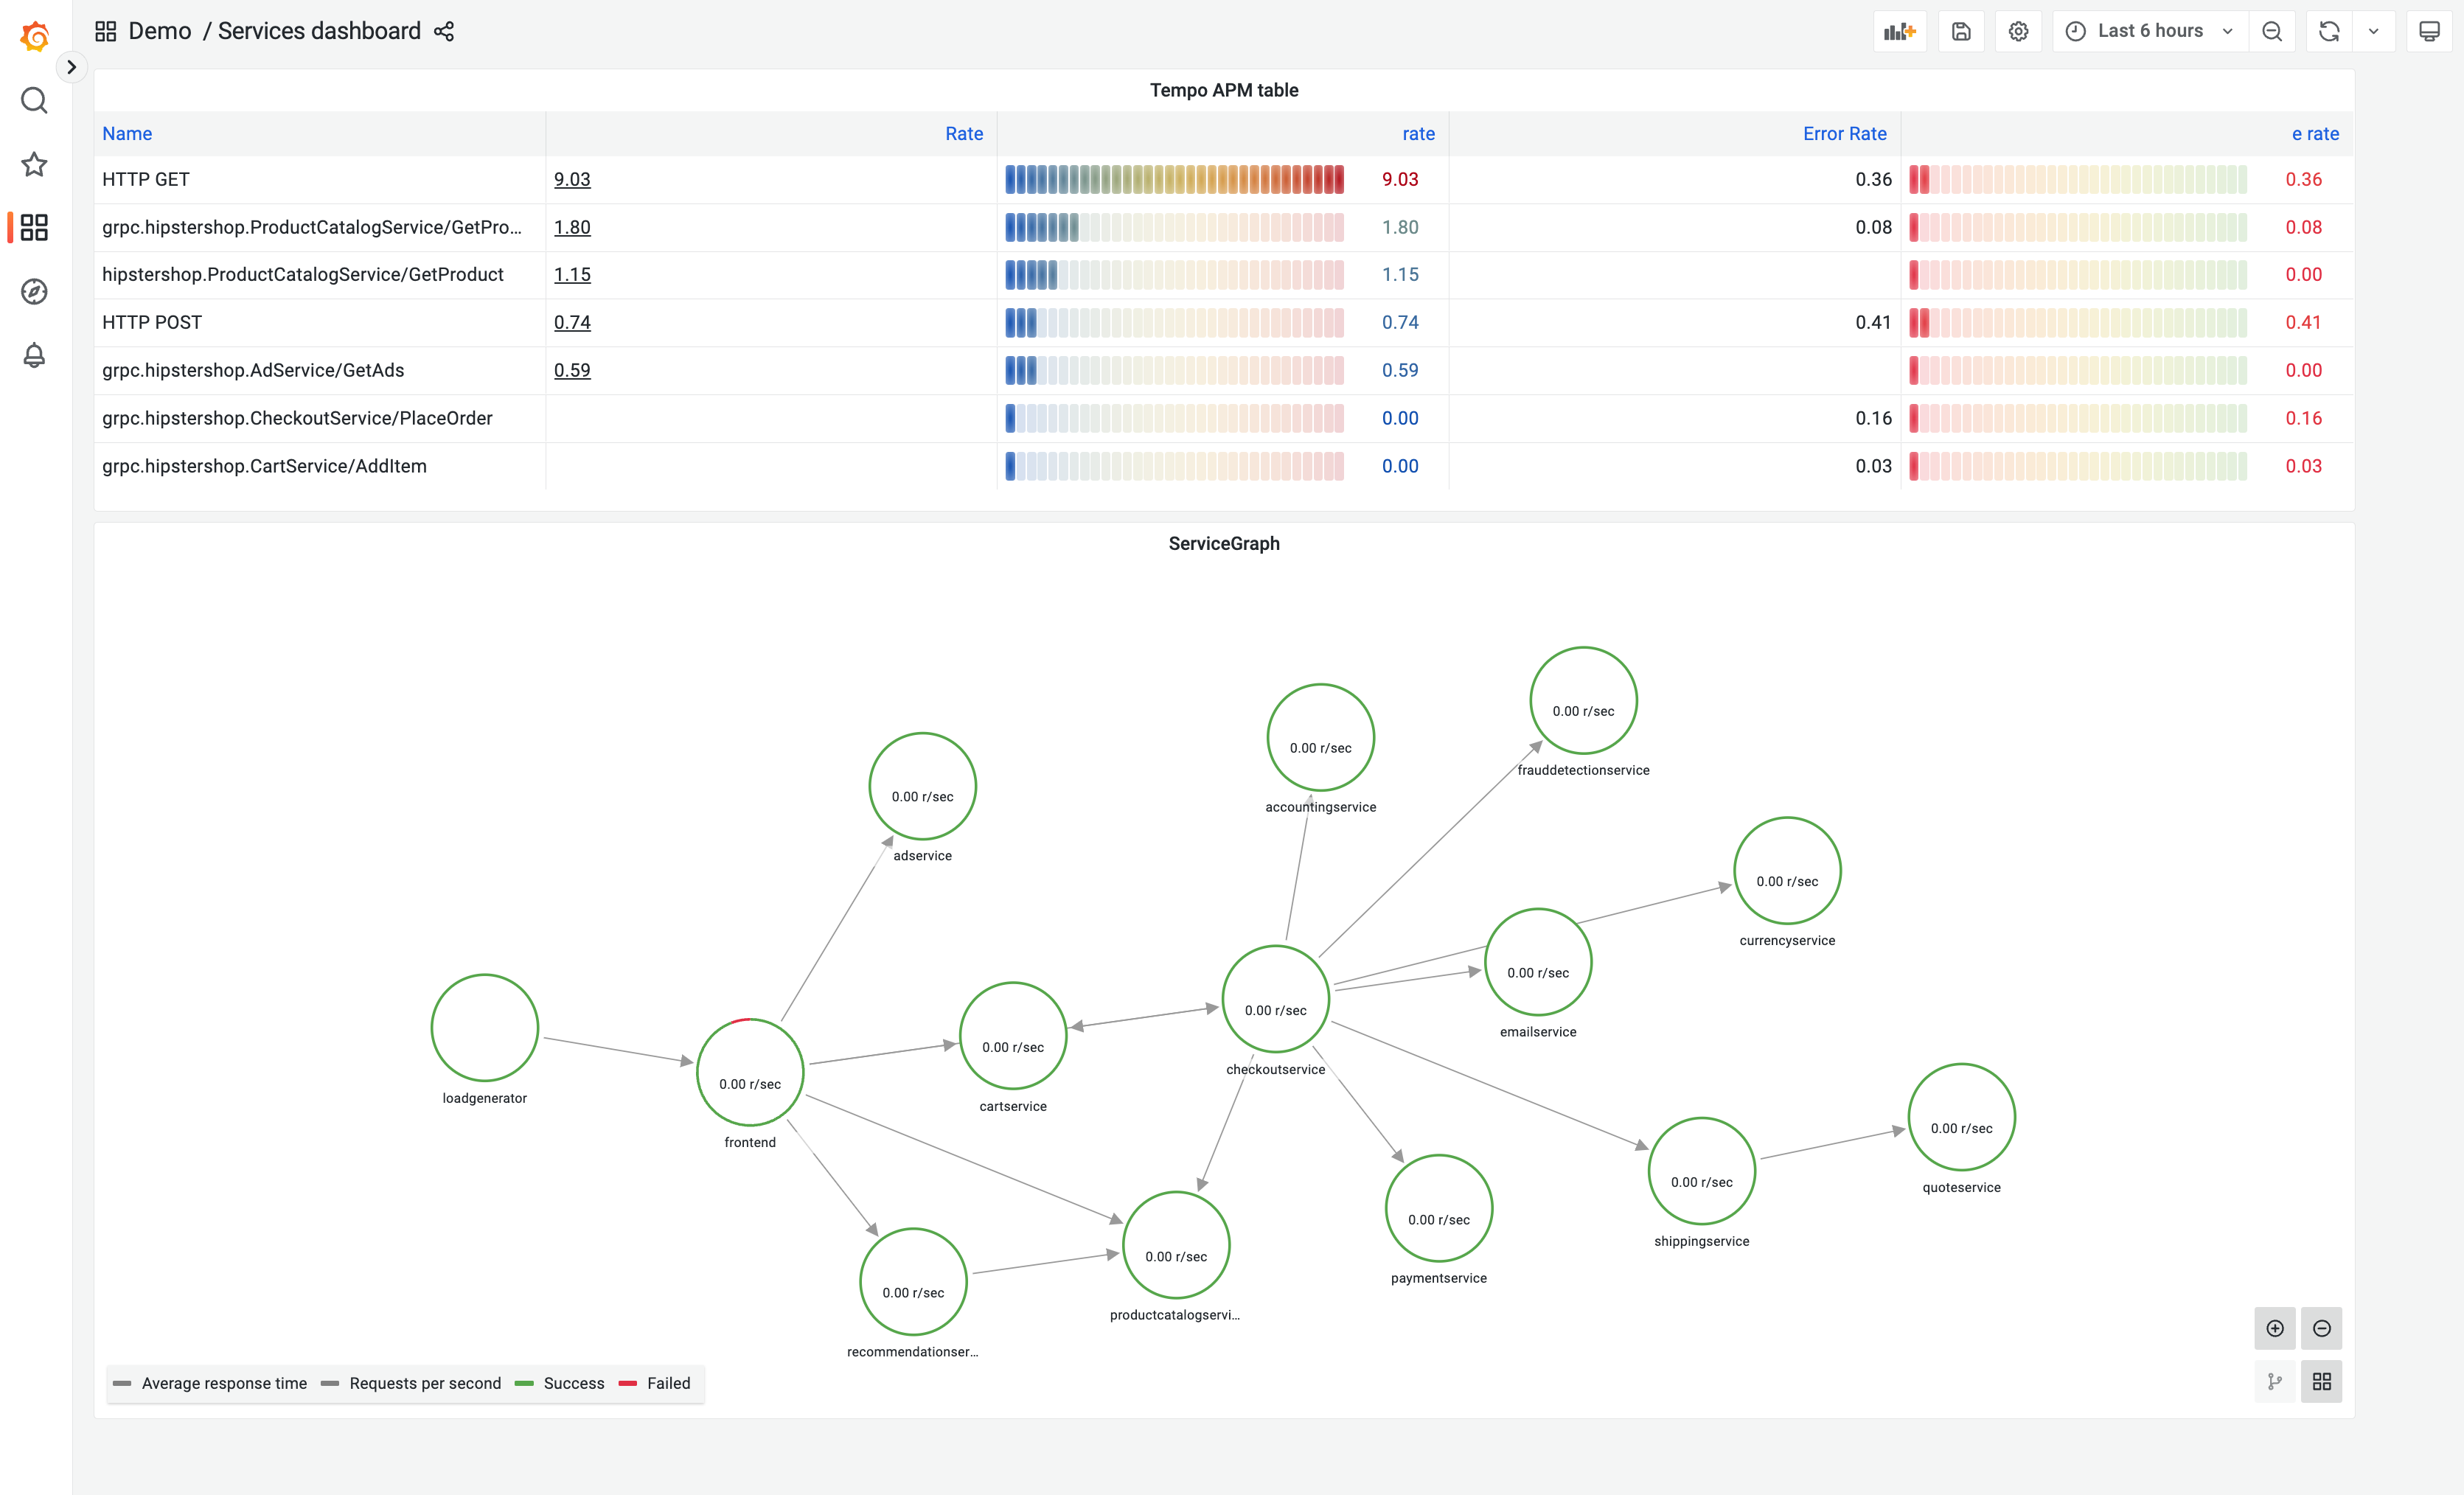 Demo / Services dashboard
Last 6 hours
Tempo APM table
Name Rate rate Error Rate e rate
HTTP GET 9.03 9.03 0.36 0.36
grpc.hipstershop.ProductCatalogService/GetPro... 1.80 1.80 0.08 0.08
hipstershop.ProductCatalogService/GetProduct 1.15 1.15 0.00
HTTP POST 0.74 0.74 0.41 0.41
grpc.hipstershop.AdService/GetAds 0.59 0.59 0.00
grpc.hipstershop.CheckoutService/PlaceOrder 0.00 0.16 0.16
grpc.hipstershop.CartService/AddItem 0.00 0.03 0.03
ServiceGraph
0.00 r/sec
frauddetectionservice
0.00 r/sec
accountingservice
0.00 r/sec
adservice
0.00 r/sec
currencyservice
0.00 r/sec
emailservice
0.00 r/sec
checkoutservice
0.00 r/sec
cartservice
loadgenerator
0.00 r/sec
frontend
0.00 r/sec
quoteservice
0.00 r/sec
shippingservice
0.00 r/sec
paymentservice
0.00 r/sec
productcatalogservi...
0.00 r/sec
recommendationser...
Average response time Requests per second Success Failed